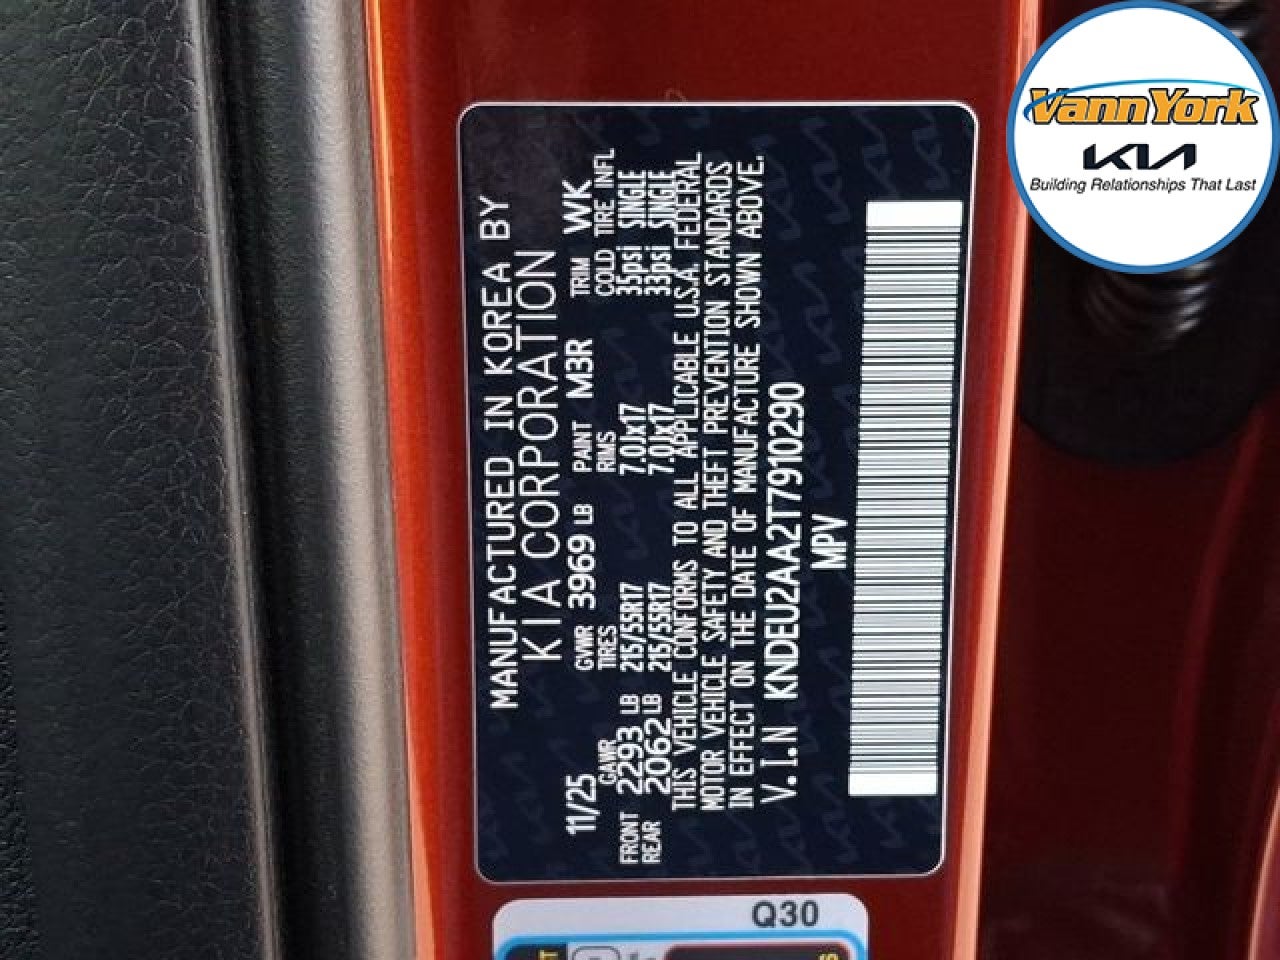 MANUFACTURED IN KOREA BY
KIA CORPORATION
11/25 GVWR 3969 LB PAINT M3R TRIM WK
GAWR TIRES RIMS COLD TIRE INFL
FRONT 2293 LB 215/55R17 7.0Jx17 35psi SINGLE
REAR 2062 LB 215/55R17 7.0Jx17 33psi SINGLE
THIS VEHICLE CONFORMS TO ALL APPLICABLE U.S.A. FEDERAL
MOTOR VEHICLE SAFETY AND THEFT PREVENTION STANDARDS
IN EFFECT ON THE DATE OF MANUFACTURE SHOWN ABOVE.
V.I.N KNDEU2AA2T7910290
MPV
Q30
VannYork
KIA
Building Relationships That Last